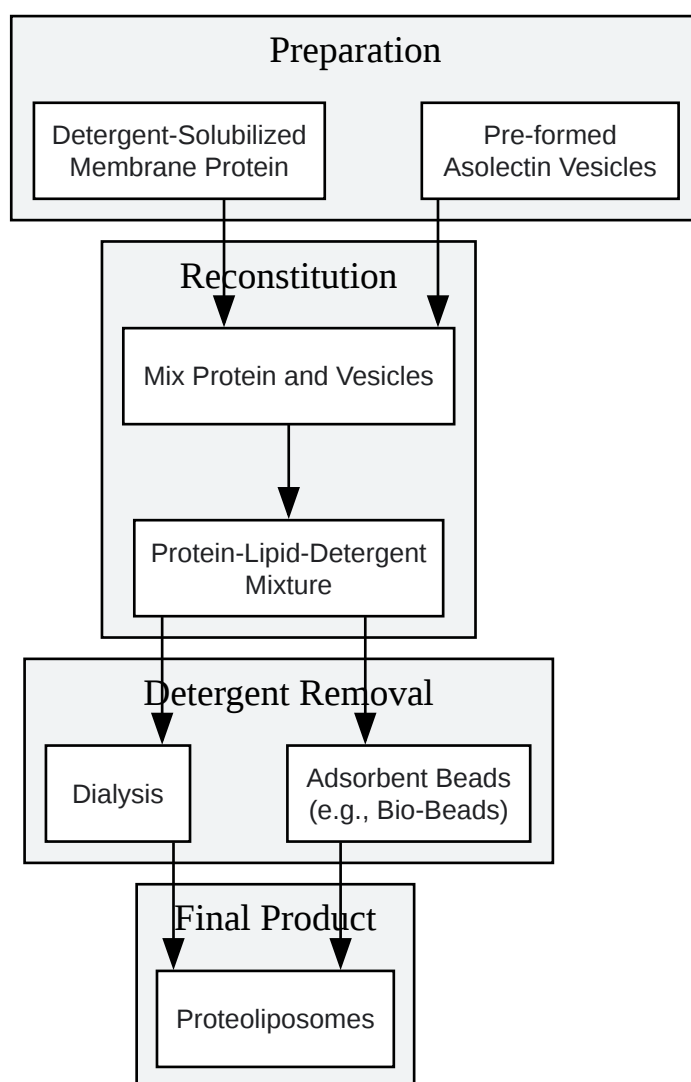 Preparation
Detergent-Solubilized
Membrane Protein
Pre-formed
Asolectin Vesicles
Reconstitution
Mix Protein and Vesicles
Protein-Lipid-Detergent
Mixture
Detergent Removal
Dialysis
Adsorbent Beads
(e.g., Bio-Beads)
Final Product
Proteoliposomes